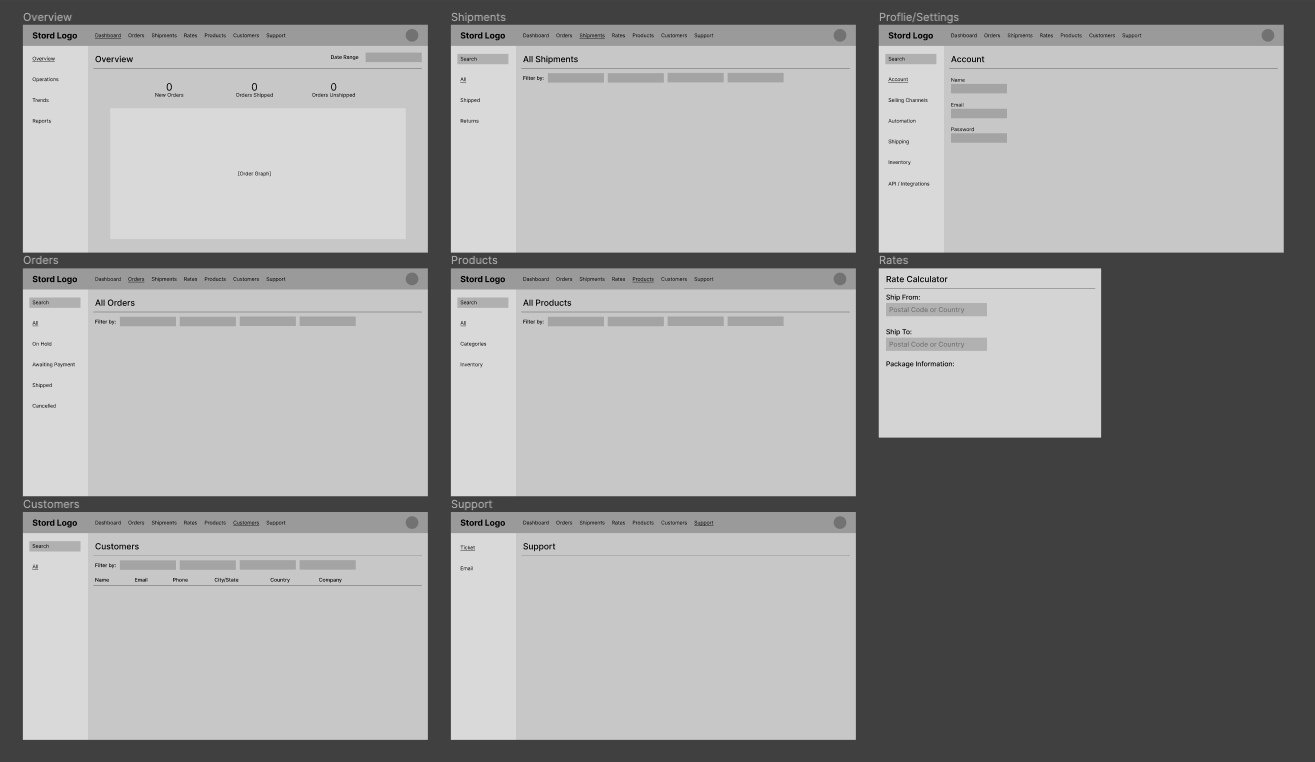 Overview
Stord Logo Dashboard Orders Shipments Rates Products Customers Support
Overview
Operations
Trends
Reports
Overview
Date Range
0 0 0
New Orders Orders Shipped Orders Unshipped
[Order Graph]
Shipments
Stord Logo Dashboard Orders Shipments Rates Products Customers Support
Search
All
Shipped
Returns
All Shipments
Filter by:
Proflie/Settings
Stord Logo Dashboard Orders Shipments Rates Products Customers Support
Search
Account
Selling Channels
Automation
Shipping
Inventory
API / Integrations
Account
Name
Email
Password
Orders
Stord Logo Dashboard Orders Shipments Rates Products Customers Support
Search
All
On Hold
Awaiting Payment
Shipped
Cancelled
All Orders
Filter by:
Products
Stord Logo Dashboard Orders Shipments Rates Products Customers Support
Search
All
Categories
Inventory
All Products
Filter by:
Rates
Rate Calculator
Ship From:
Postal Code or Country
Ship To:
Postal Code or Country
Package Information:
Customers
Stord Logo Dashboard Orders Shipments Rates Products Customers Support
Search
All
Customers
Filter by:
Name Email Phone City/State Country Company
Support
Stord Logo Dashboard Orders Shipments Rates Products Customers Support
Ticket
Email
Support